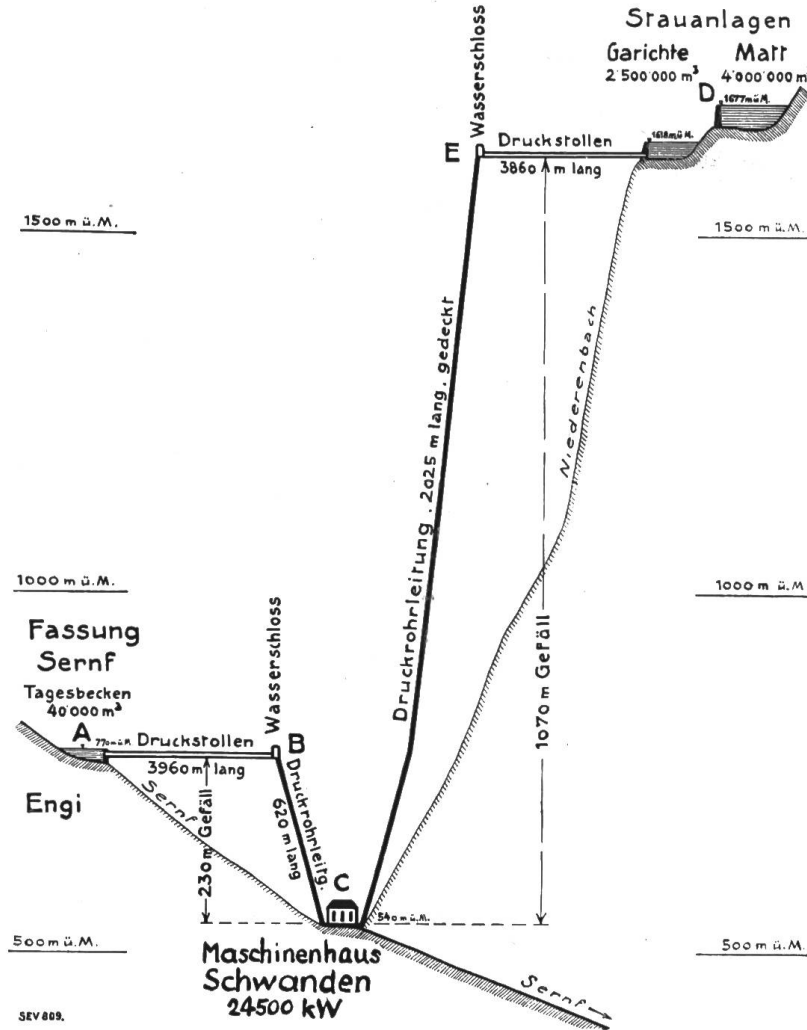 Stauanlagen
Garichte Matt
2'500'000 m³ 4'000'000 m
D
1677 m ü. M.
1618 m ü. M.
Wasserschloss
E
Druckstollen
3860 m lang
1500 m ü. M.
1500 m ü. M.
Druckrohrleitung . 2025 m lang . gedeckt
Niederenbach
1070 m Gefäll
1000 m ü. M.
1000 m ü. M.
Fassung
Sernf
Tagesbecken
40'000 m³
A
770 m ü. M.
Druckstollen
3960 m lang
Wasserschloss
B
Engi
Sernf
230 m Gefäll
Druckrohrleitg.
620 m lang
C
540 m ü. M.
500 m ü. M.
500 m ü. M.
Maschinenhaus
Schwanden
24500 kW
Sernf
SEV 809.